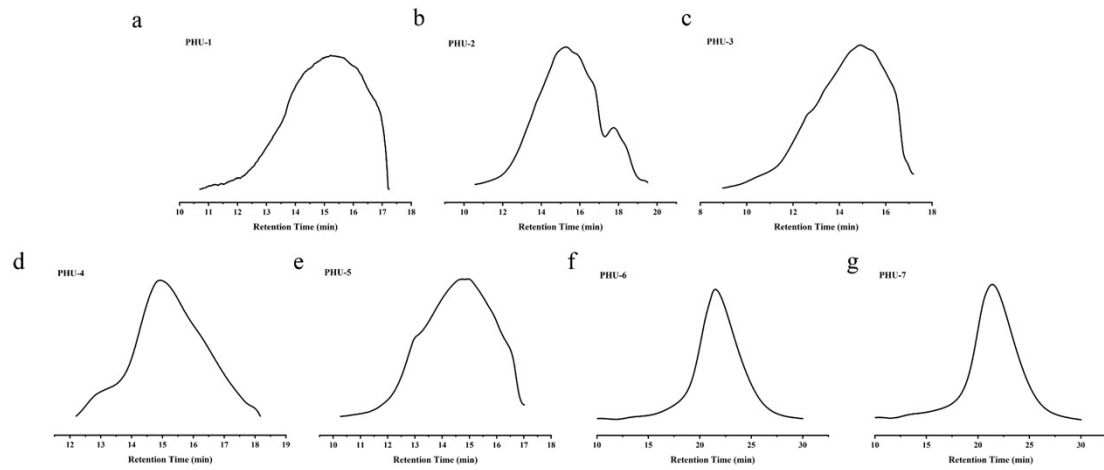 a
PHU-1
10 11 12 13 14 15 16 17 18
Retention Time (min)
b
PHU-2
10 12 14 16 18 20
Retention Time (min)
c
PHU-3
8 10 12 14 16 18
Retention Time (min)
d
PHU-4
12 13 14 15 16 17 18 19
Retention Time (min)
e
PHU-5
10 11 12 13 14 15 16 17 18
Retention Time (min)
f
PHU-6
10 15 20 25 30
Retention Time (min)
g
PHU-7
10 15 20 25 30
Retention Time (min)